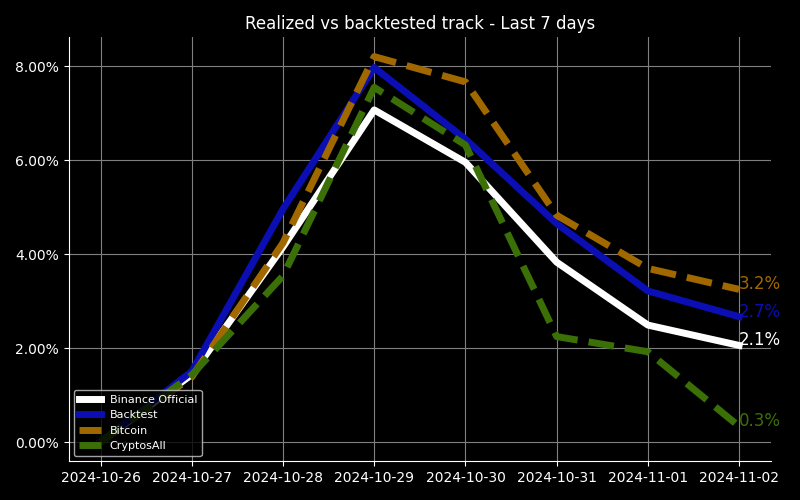 Realized vs backtested track - Last 7 days
8.00%
6.00%
4.00%
2.00%
0.00%
3.2%
2.7%
2.1%
0.3%
Binance Official
Backtest
Bitcoin
CryptosAll
2024-10-26 2024-10-27 2024-10-28 2024-10-29 2024-10-30 2024-10-31 2024-11-01 2024-11-02